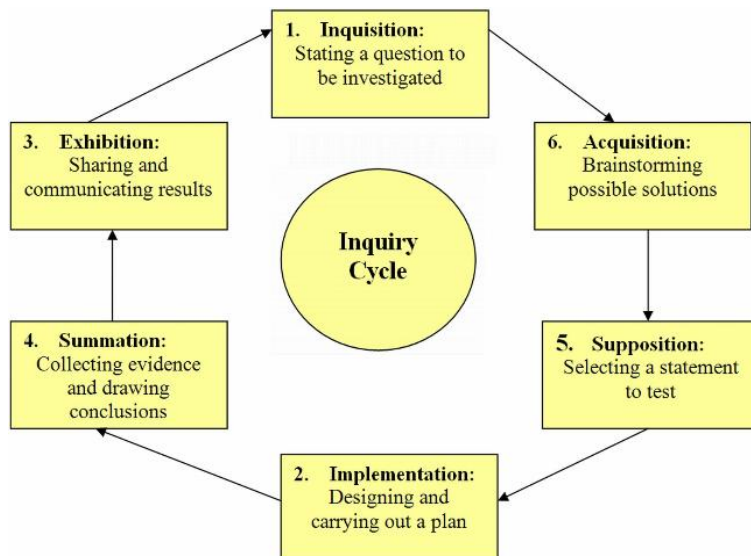 1. Inquisition:
Stating a question to
be investigated
3. Exhibition:
Sharing and
communicating results
6. Acquisition:
Brainstorming
possible solutions
Inquiry
Cycle
4. Summation:
Collecting evidence
and drawing
conclusions
5. Supposition:
Selecting a statement
to test
2. Implementation:
Designing and
carrying out a plan